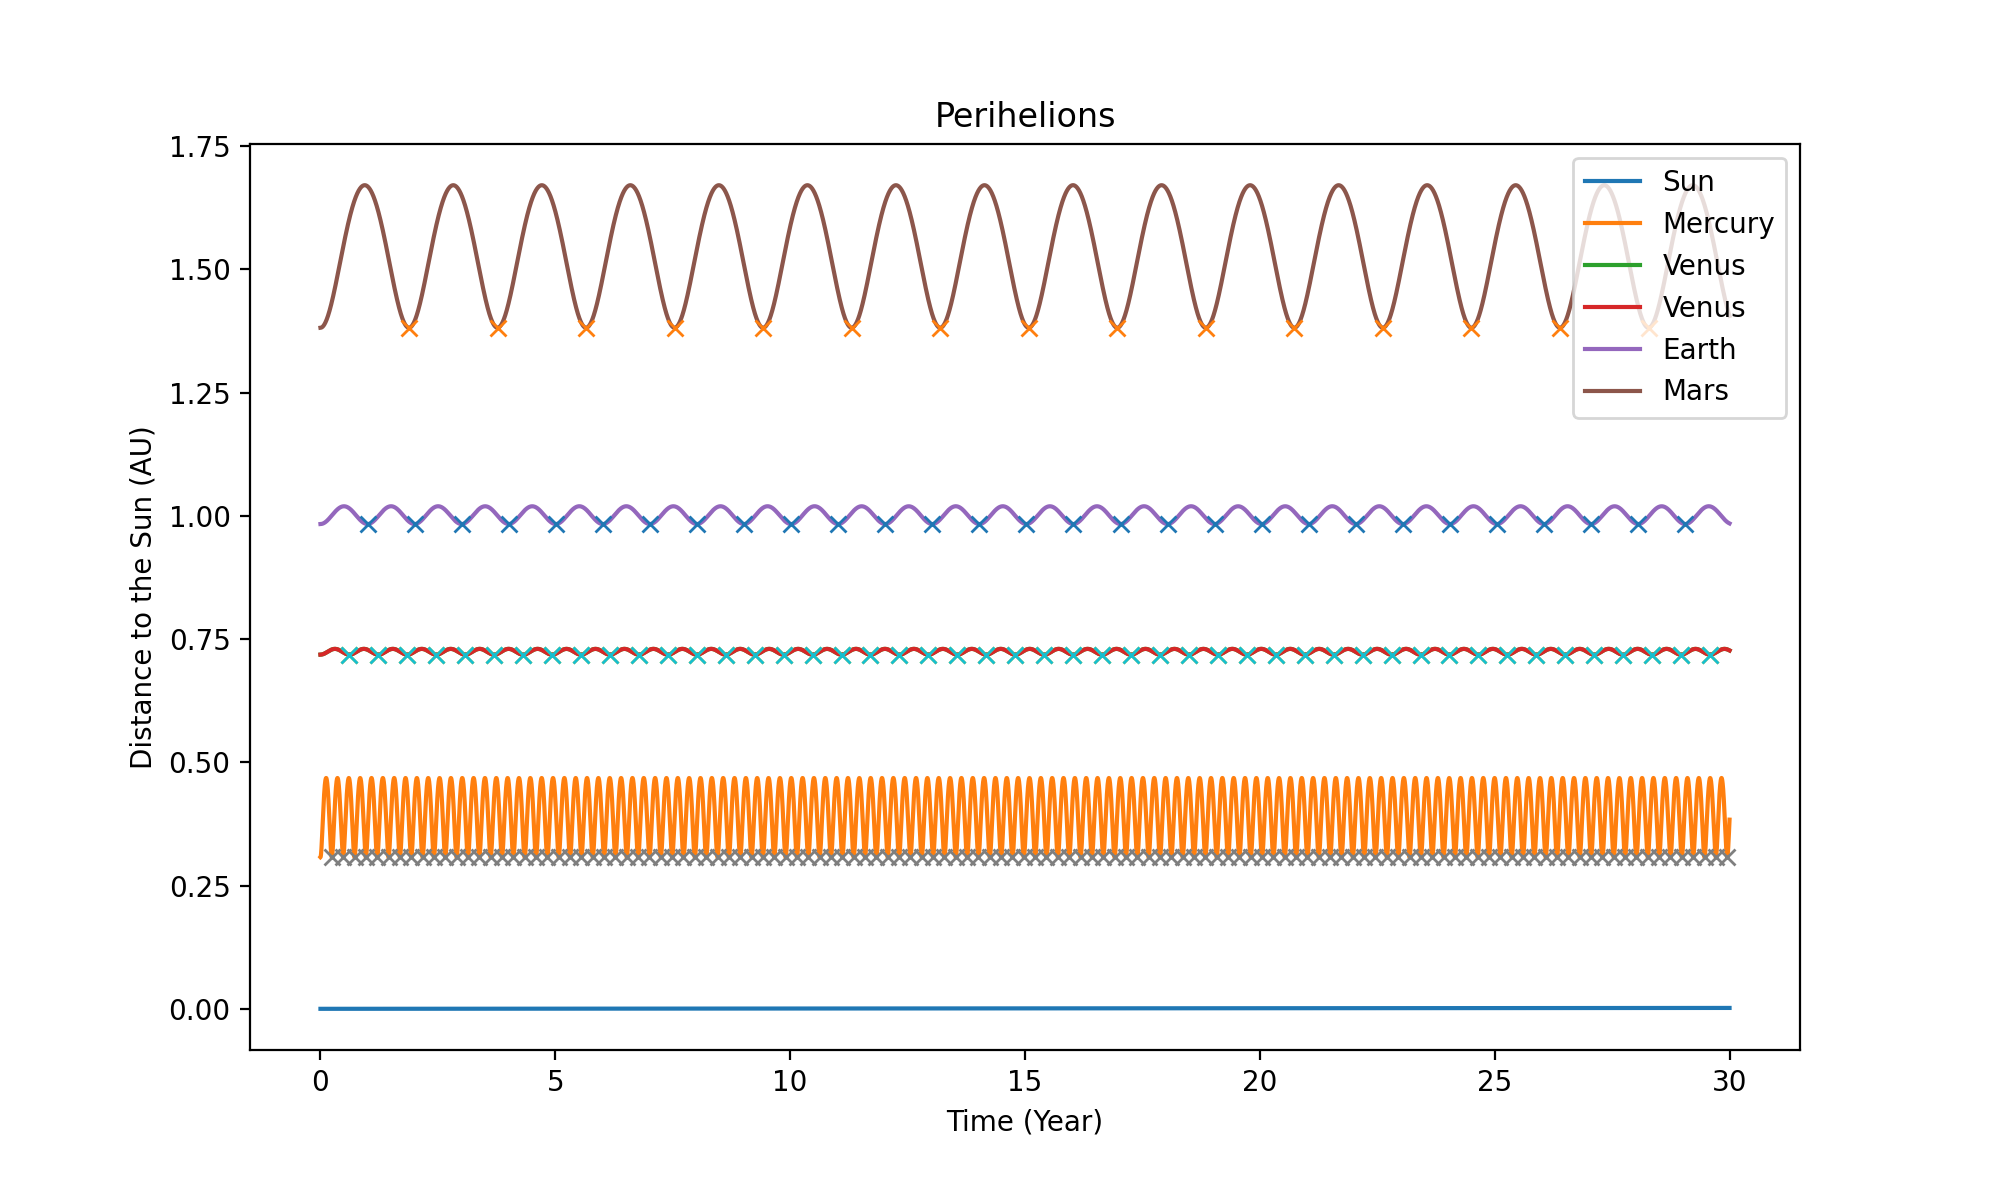 Perihelions
1.75
1.50
1.25
1.00
0.75
0.50
0.25
0.00
Distance to the Sun (AU)
Sun
Mercury
Venus
Venus
Earth
Mars
0 5 10 15 20 25 30
Time (Year)